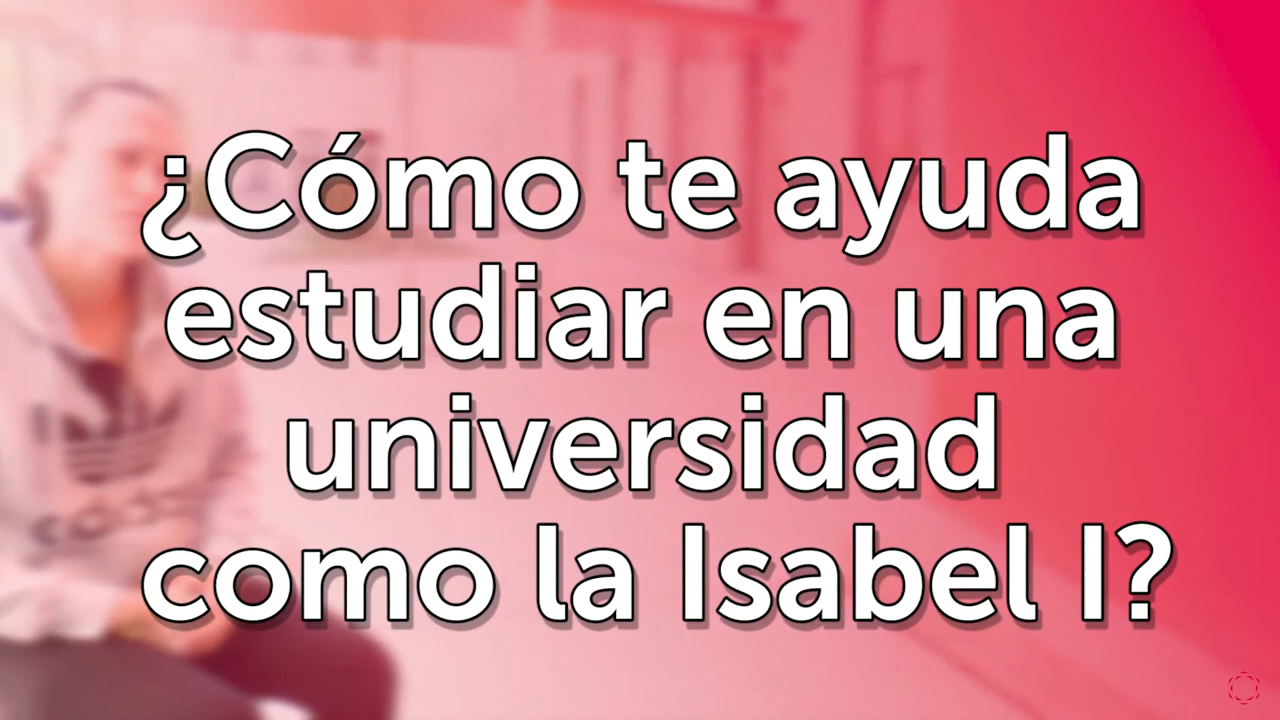 ¿Cómo te ayuda
estudiar en una
universidad
como la Isabel I?